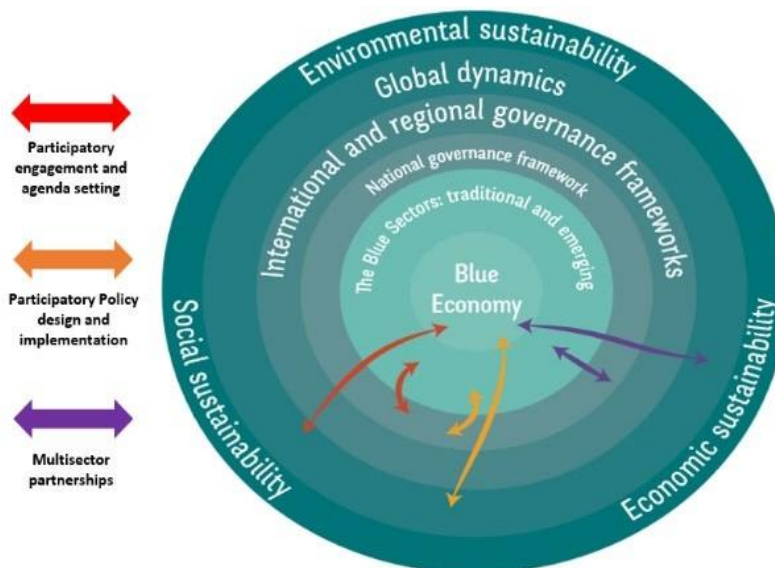 Participatory
engagement and
agenda setting
Participatory Policy
design and
implementation
Multisector
partnerships
Environmental sustainability
Global dynamics
International and regional governance frameworks
National governance framework
The Blue Sectors: traditional and emerging
Blue
Economy
Social sustainability
Economic sustainability